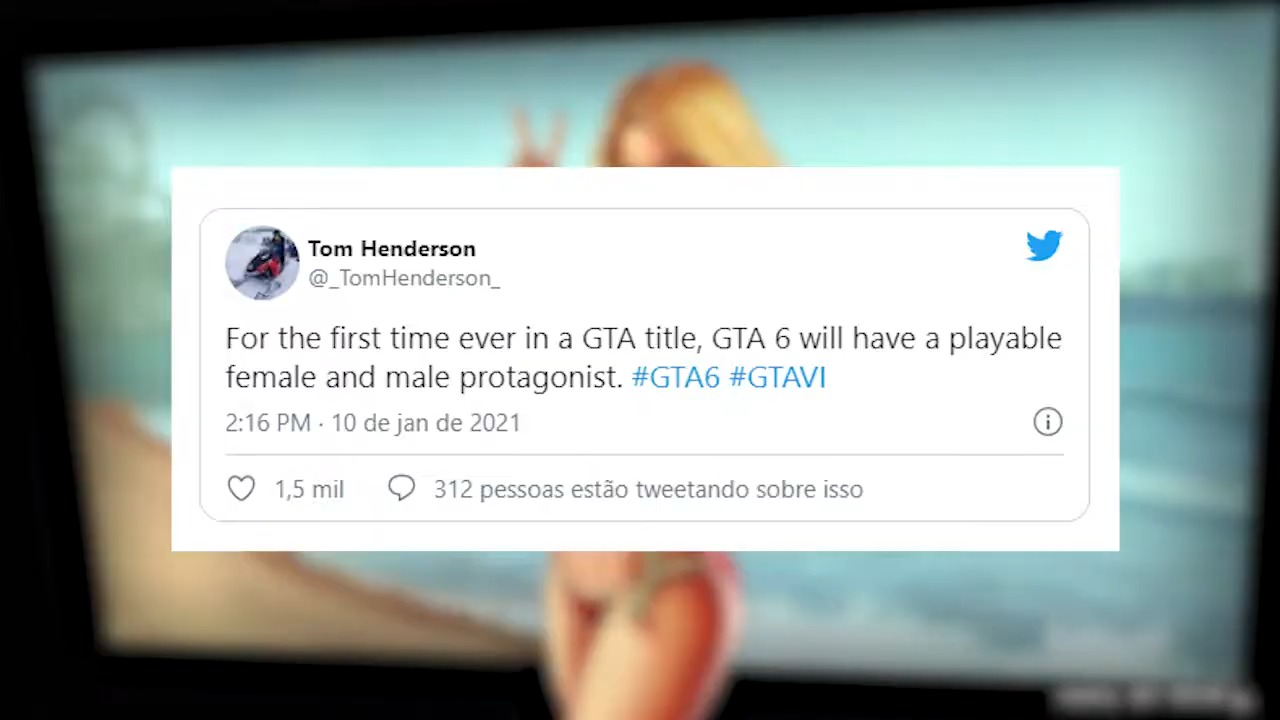 Tom Henderson
@_TomHenderson_
For the first time ever in a GTA title, GTA 6 will have a playable
female and male protagonist. #GTA6 #GTAVI
2:16 PM · 10 de jan de 2021
1,5 mil 312 pessoas estão tweetando sobre isso